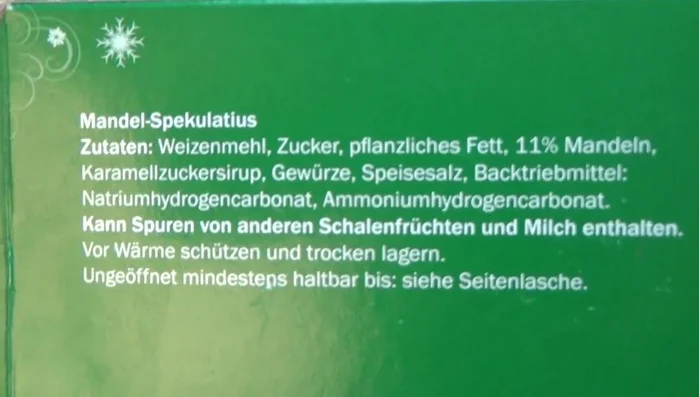 Mandel-Spekulatius
Zutaten: Weizenmehl, Zucker, pflanzliches Fett, 11% Mandeln,
Karamellzuckersirup, Gewürze, Speisesalz, Backtriebmittel:
Natriumhydrogencarbonat, Ammoniumhydrogencarbonat.
Kann Spuren von anderen Schalenfrüchten und Milch enthalten.
Vor Wärme schützen und trocken lagern.
Ungeöffnet mindestens haltbar bis: siehe Seitenlasche.